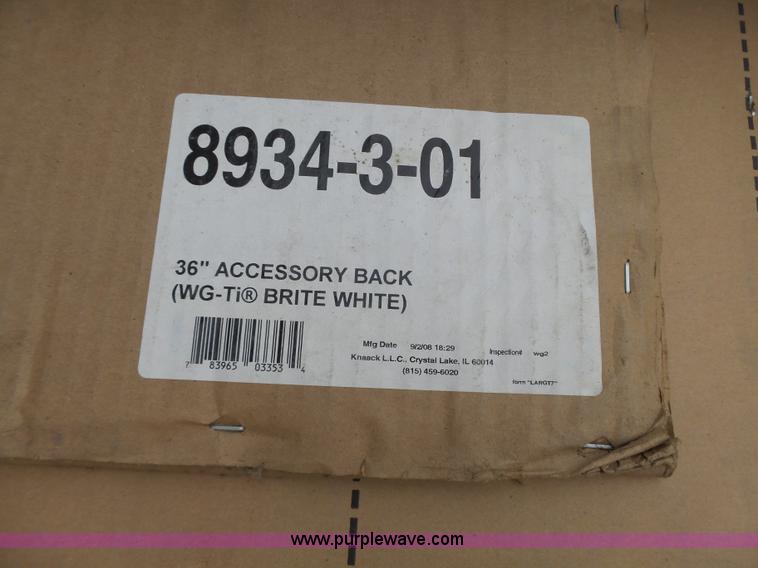 8934-3-01
36" ACCESSORY BACK
(WG-Ti® BRITE WHITE)
Mfg Date 9/2/08 18:29 Inspection# wg2
Knaack L.L.C., Crystal Lake, IL 60014
(815) 459-6020
7 83965 03353 4
form "LARGT7"
www.purplewave.com